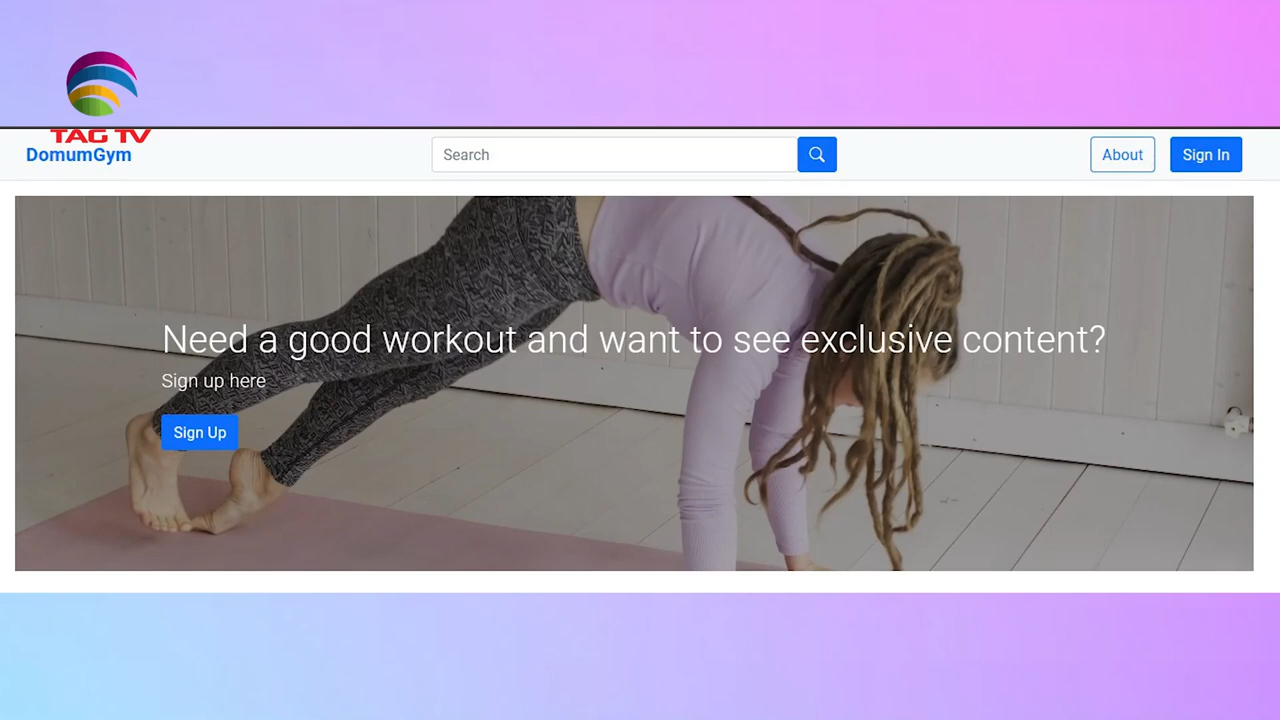 TAG TV
DomumGym
Search
About
Sign In
Need a good workout and want to see exclusive content?
Sign up here
Sign Up